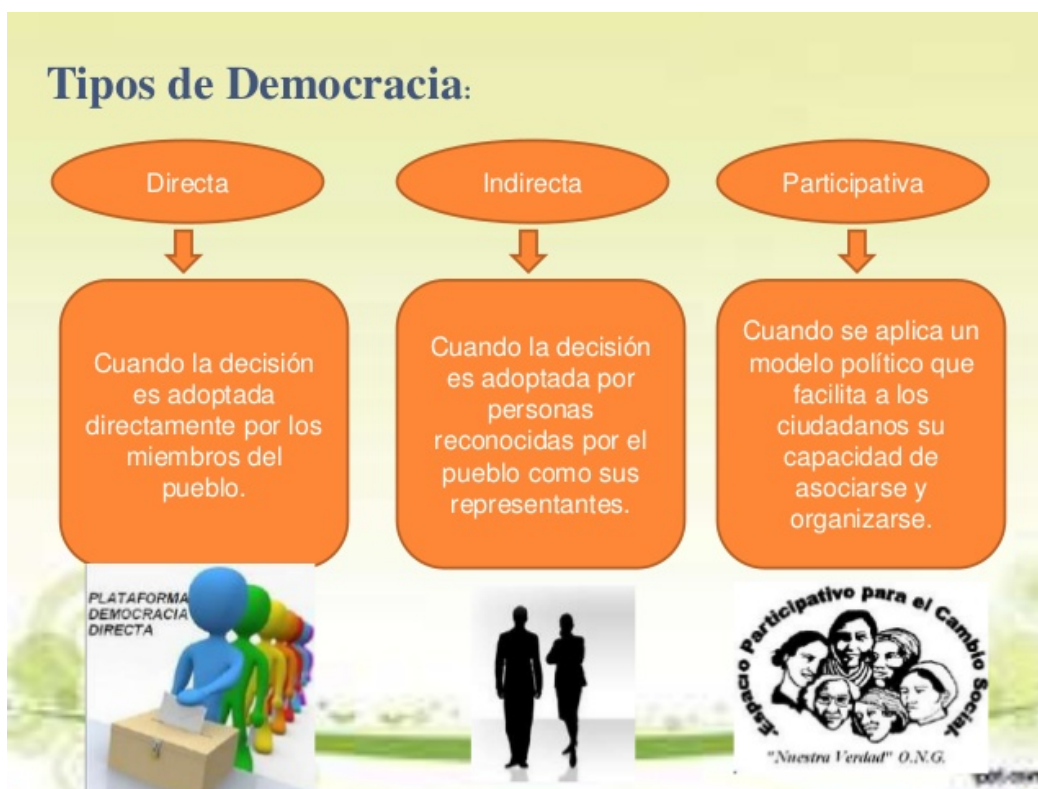 Tipos de Democracia:
Directa
Indirecta
Participativa
Cuando la decisión
es adoptada
directamente por los
miembros del
pueblo.
Cuando la decisión
es adoptada por
personas
reconocidas por el
pueblo como sus
representantes.
Cuando se aplica un
modelo político que
facilita a los
ciudadanos su
capacidad de
asociarse y
organizarse.
PLATAFORMA
DEMOCRACIA
DIRECTA
Espacio Participativo para el Cambio Social.
"Nuestra Verdad" O.N.G.